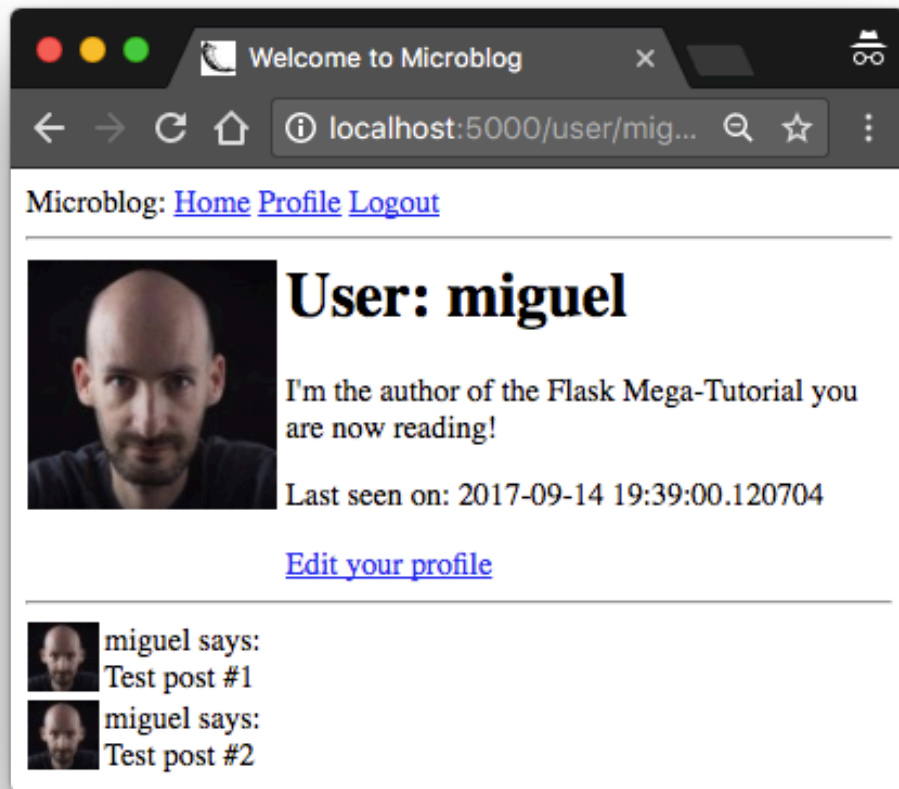 Welcome to Microblog
localhost:5000/user/mig...
Microblog: Home Profile Logout
User: miguel
I'm the author of the Flask Mega-Tutorial you
are now reading!
Last seen on: 2017-09-14 19:39:00.120704
Edit your profile
miguel says:
Test post #1
miguel says:
Test post #2